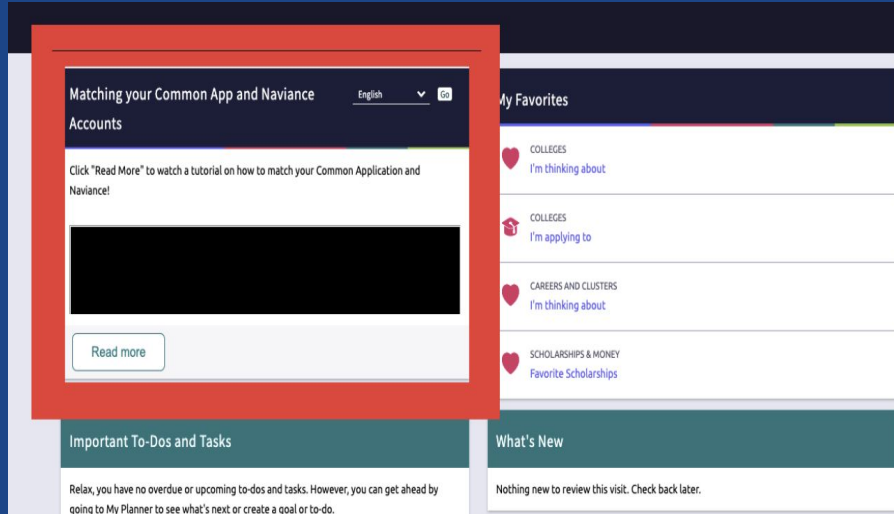 Matching your Common App and Naviance
Accounts
English
Go
Click "Read More" to watch a tutorial on how to match your Common Application and
Naviance!
Read more
My Favorites
COLLEGES
I'm thinking about
COLLEGES
I'm applying to
CAREERS AND CLUSTERS
I'm thinking about
SCHOLARSHIPS & MONEY
Favorite Scholarships
Important To-Dos and Tasks
Relax, you have no overdue or upcoming to-dos and tasks. However, you can get ahead by
going to My Planner to see what's next or create a goal or to-do.
What's New
Nothing new to review this visit. Check back later.